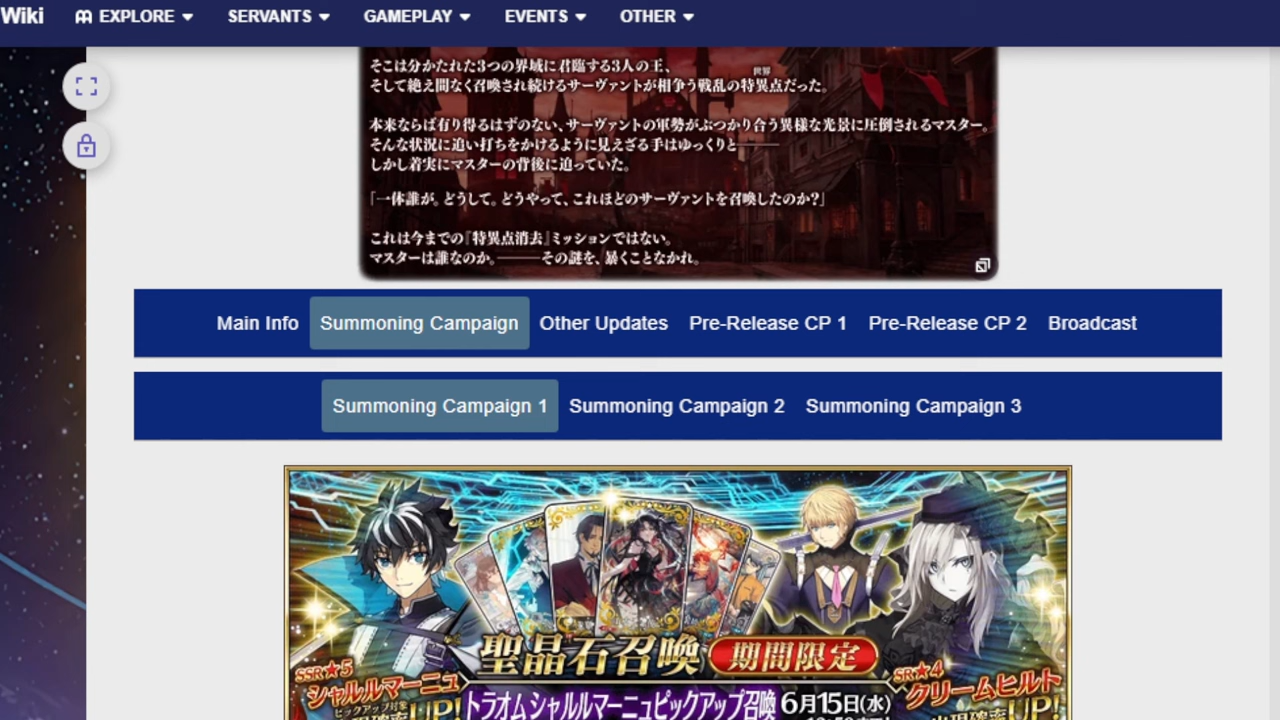 Wiki EXPLORE SERVANTS GAMEPLAY EVENTS OTHER
そこは分かたれた3つの界域に君臨する3人の王、
そして絶え間なく召喚され続けるサーヴァントが相争う戦乱の特異点だった。
世界
本来ならば有り得るはずのない、サーヴァントの軍勢がぶつかり合う異様な光景に圧倒されるマスター。
そんな状況に追い打ちをかけるように見えざる手はゆっくりと———
しかし着実にマスターの背後に迫っていた。
「一体誰が。どうして。どうやって、これほどのサーヴァントを召喚したのか?」
これは今までの『特異点消去』ミッションではない。
マスターは誰なのか。———その謎を、暴くことなかれ。
Main Info Summoning Campaign Other Updates Pre-Release CP 1 Pre-Release CP 2 Broadcast
Summoning Campaign 1 Summoning Campaign 2 Summoning Campaign 3
聖晶石召喚 期間限定
SSR★5
シャルルマーニュ
ピックアップ対象
UP!
トラオム シャルルマーニュピックアップ召喚 6月15日(水)
SR★4
クリームヒルト
UP!